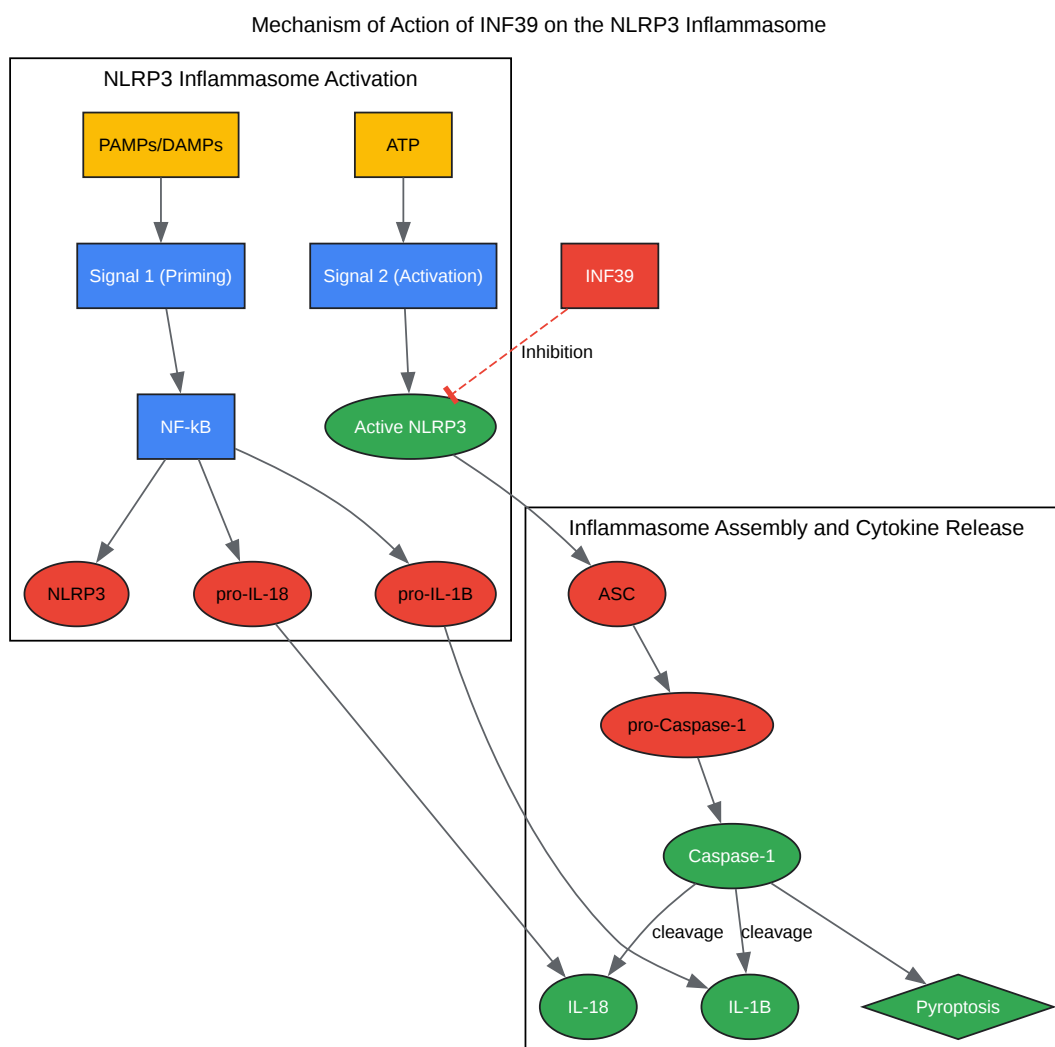 Mechanism of Action of INF39 on the NLRP3 Inflammasome
NLRP3 Inflammasome Activation
PAMPs/DAMPs
ATP
Signal 1 (Priming)
Signal 2 (Activation)
INF39
Inhibition
NF-kB
Active NLRP3
Inflammasome Assembly and Cytokine Release
NLRP3
pro-IL-18
pro-IL-1B
ASC
pro-Caspase-1
Caspase-1
cleavage
cleavage
IL-18
IL-1B
Pyroptosis